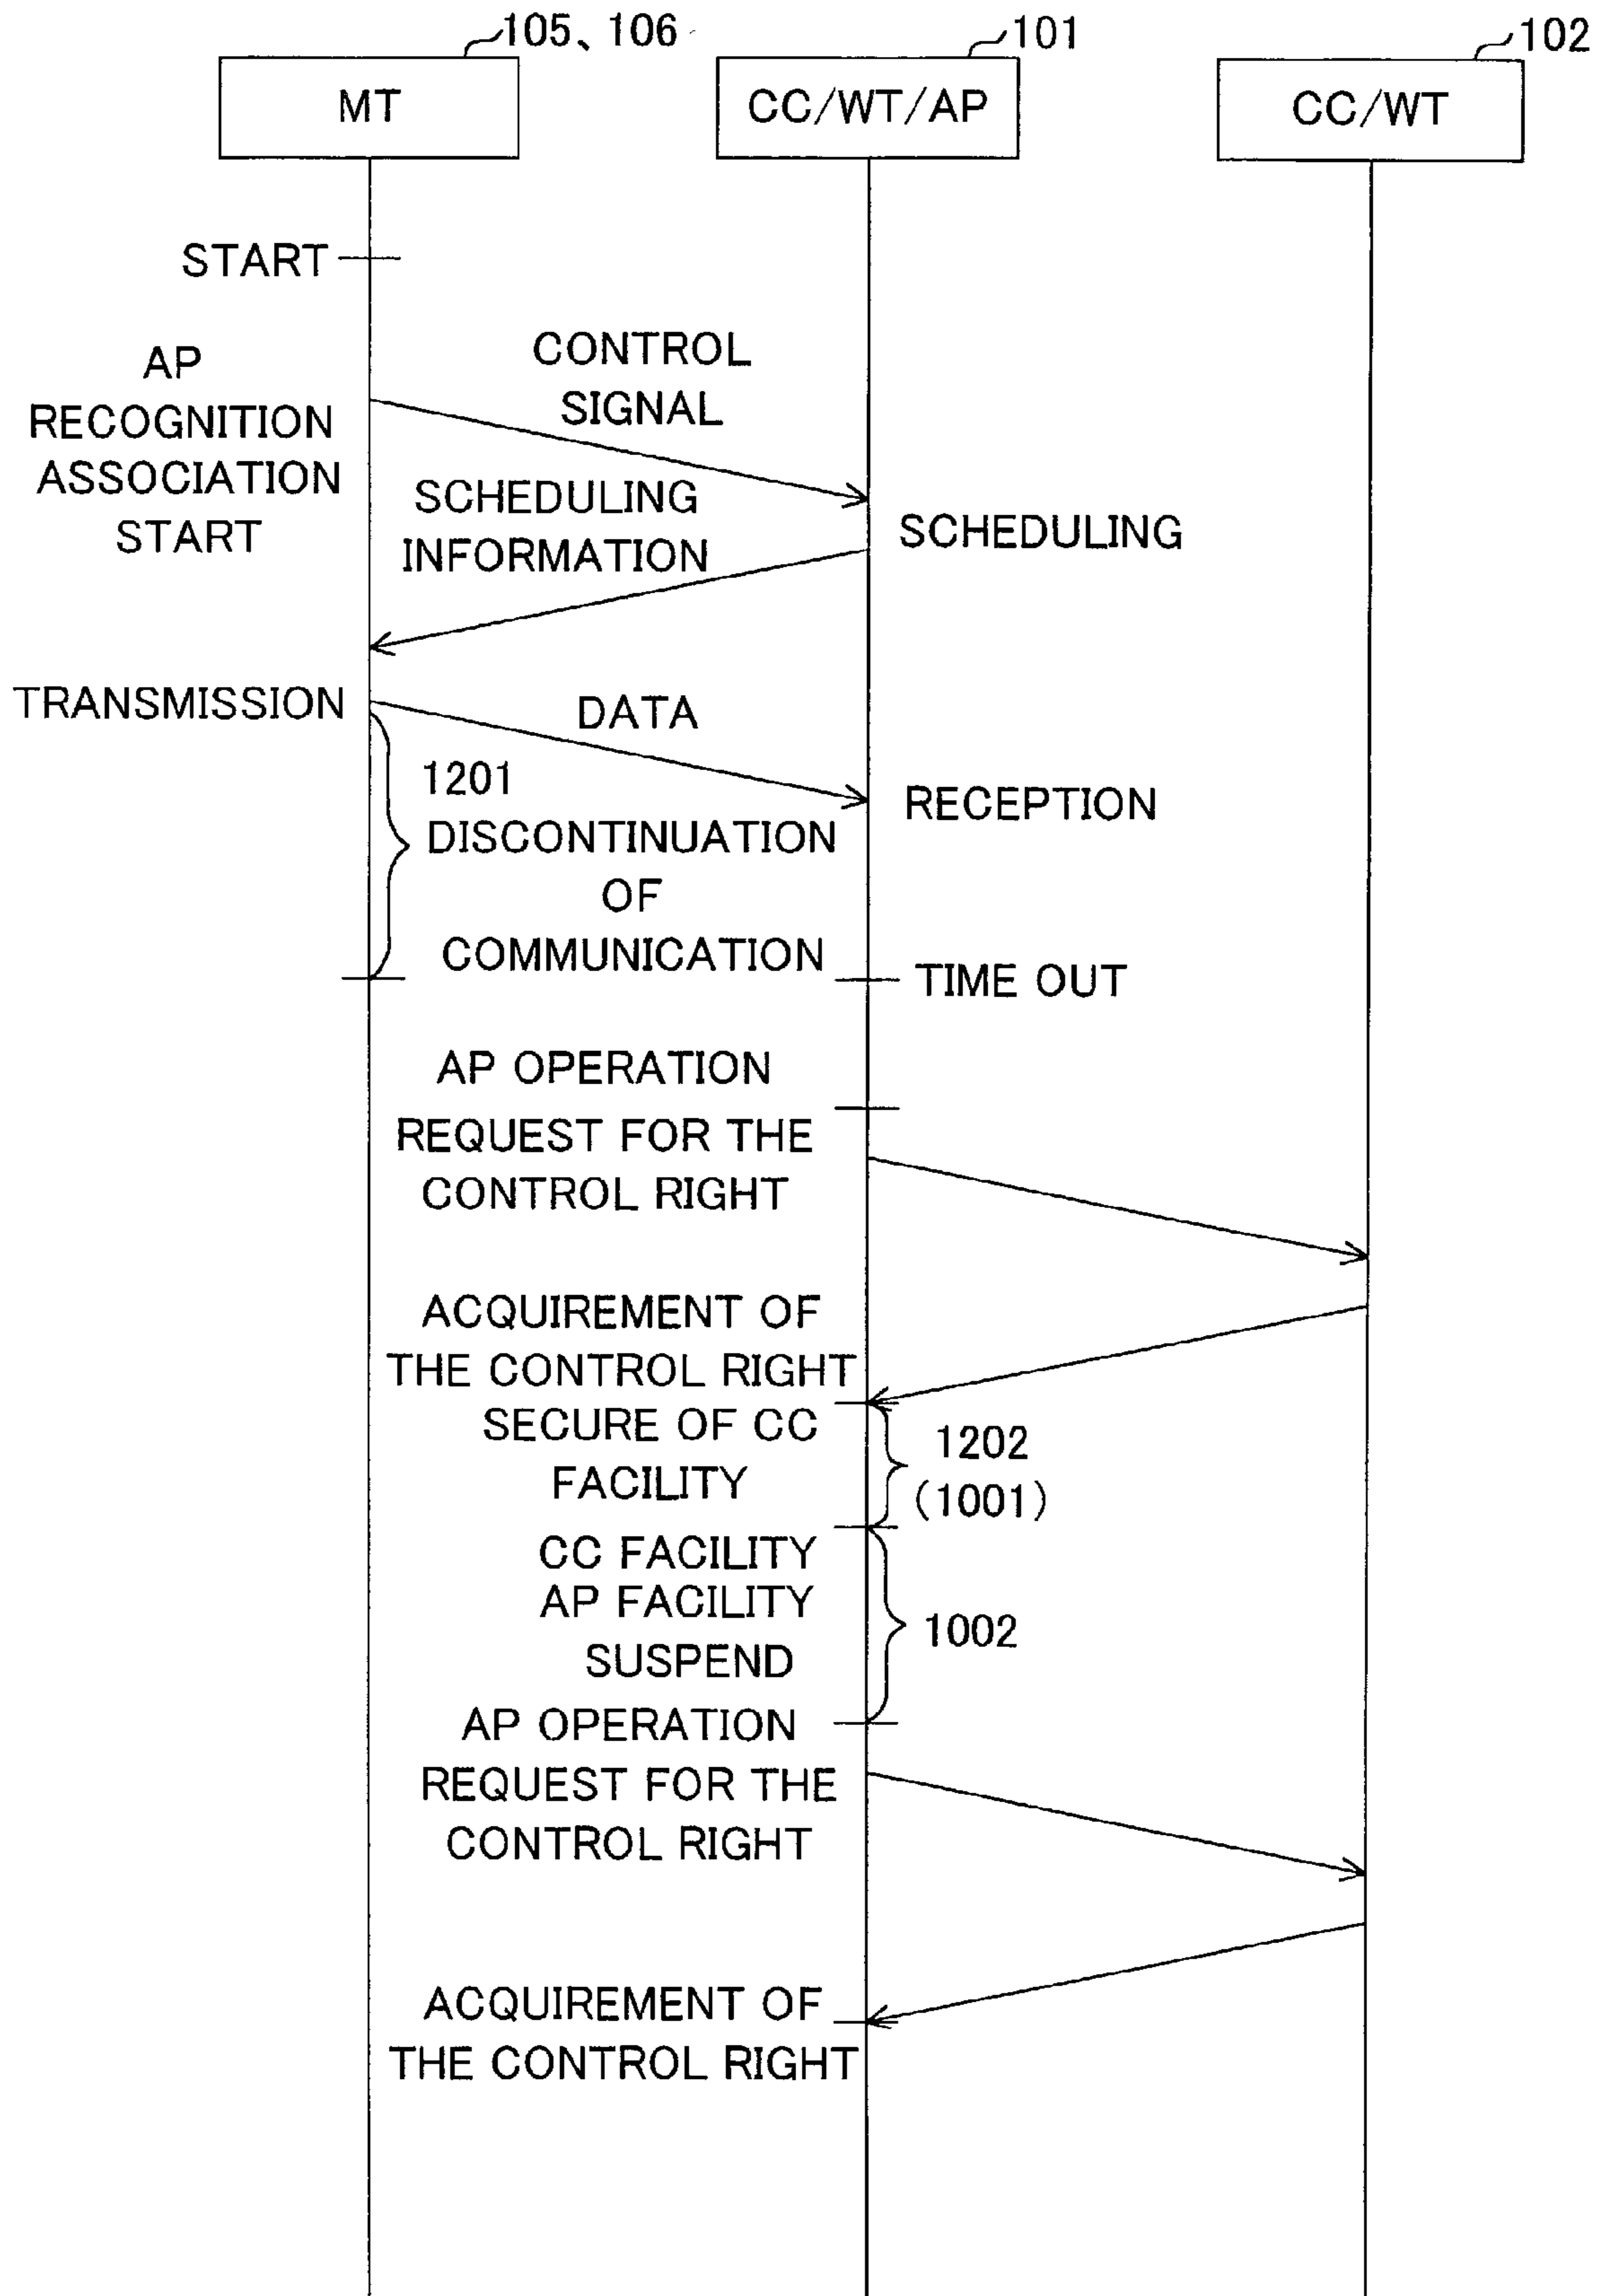 105、106
101
102
MT
CC/WT/AP
CC/WT
START
AP
RECOGNITION
ASSOCIATION
START
CONTROL
SIGNAL
SCHEDULING
INFORMATION
SCHEDULING
TRANSMISSION
DATA
1201
DISCONTINUATION
OF
COMMUNICATION
RECEPTION
TIME OUT
AP OPERATION
REQUEST FOR THE
CONTROL RIGHT
ACQUIREMENT OF
THE CONTROL RIGHT
SECURE OF CC
FACILITY
1202
(1001)
CC FACILITY
AP FACILITY
SUSPEND
1002
AP OPERATION
REQUEST FOR THE
CONTROL RIGHT
ACQUIREMENT OF
THE CONTROL RIGHT